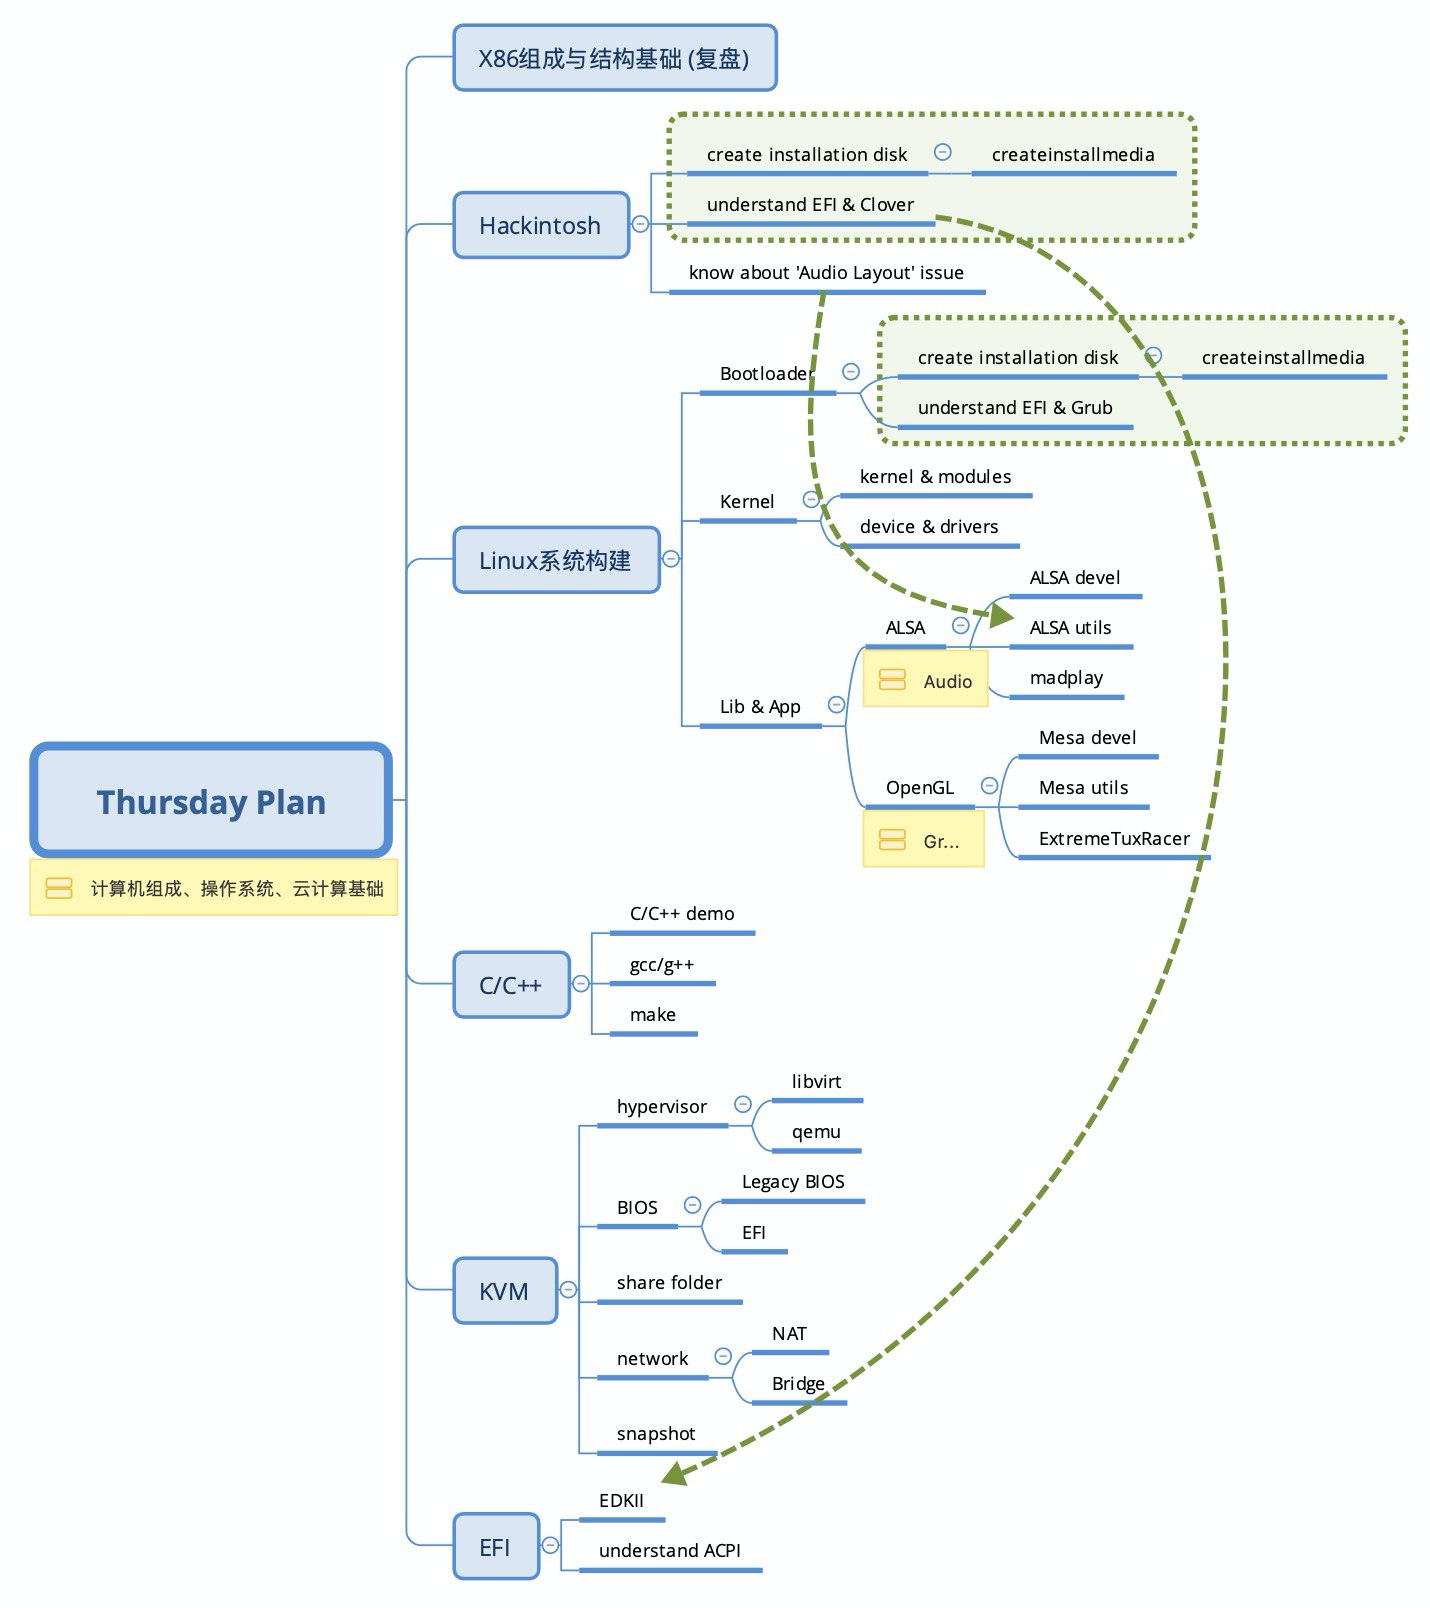 X86组成与结构基础 (复盘)
create installation disk
createinstallmedia
understand EFI & Clover
Hackintosh
know about 'Audio Layout' issue
create installation disk
createinstallmedia
Bootloader
understand EFI & Grub
kernel & modules
Kernel
device & drivers
Linux系统构建
ALSA devel
ALSA
ALSA utils
Audio
madplay
Lib & App
Mesa devel
OpenGL
Mesa utils
Gr...
ExtremeTuxRacer
Thursday Plan
计算机组成、操作系统、云计算基础
C/C++ demo
gcc/g++
C/C++
make
libvirt
hypervisor
qemu
Legacy BIOS
BIOS
EFI
share folder
KVM
NAT
network
Bridge
snapshot
EDKII
EFI
understand ACPI